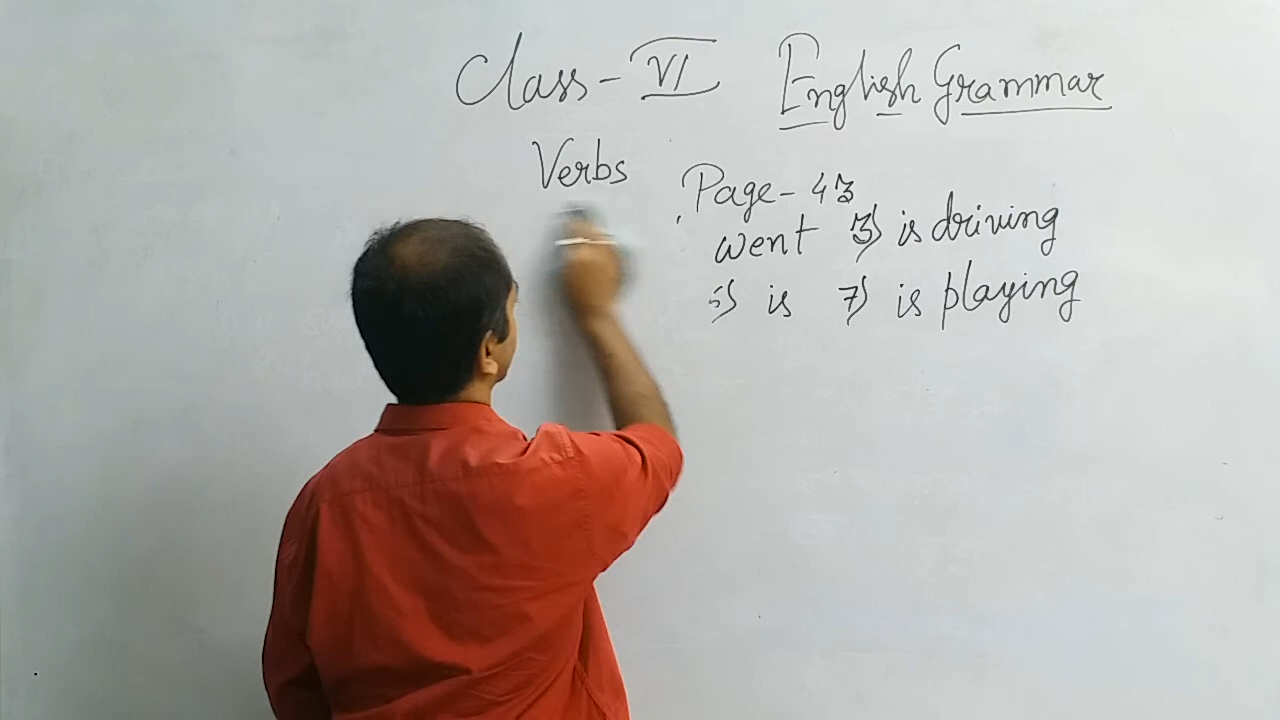 Class - VI English Grammar
Verbs
Page - 43
went 3) is driving
5) is 7) is playing